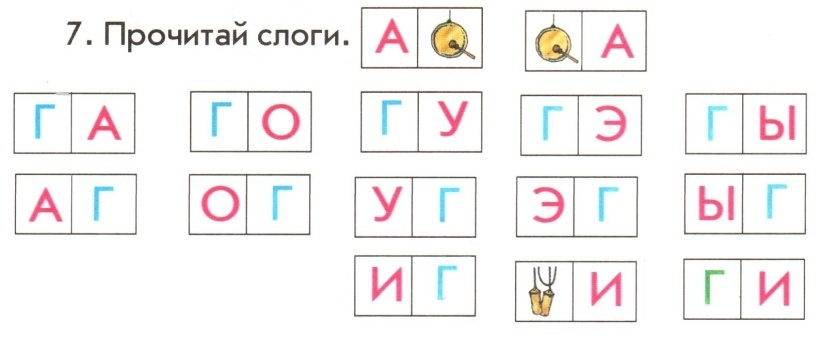 7. Прочитай слоги. А А
ГА ГО ГУ ГЭ ГЫ
АГ ОГ УГ ЭГ ЫГ
ИГ И ГИ